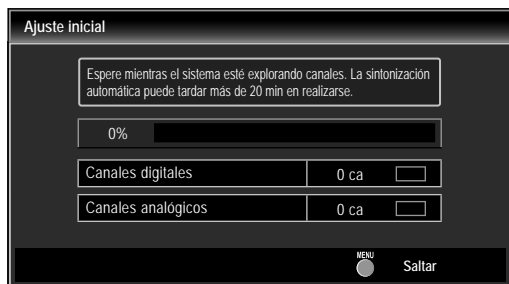 Ajuste inicial
Espere mientras el sistema esté explorando canales. La sintonización
automática puede tardar más de 20 min en realizarse.
0%
Canales digitales 0 ca
Canales analógicos 0 ca
MENU
Saltar